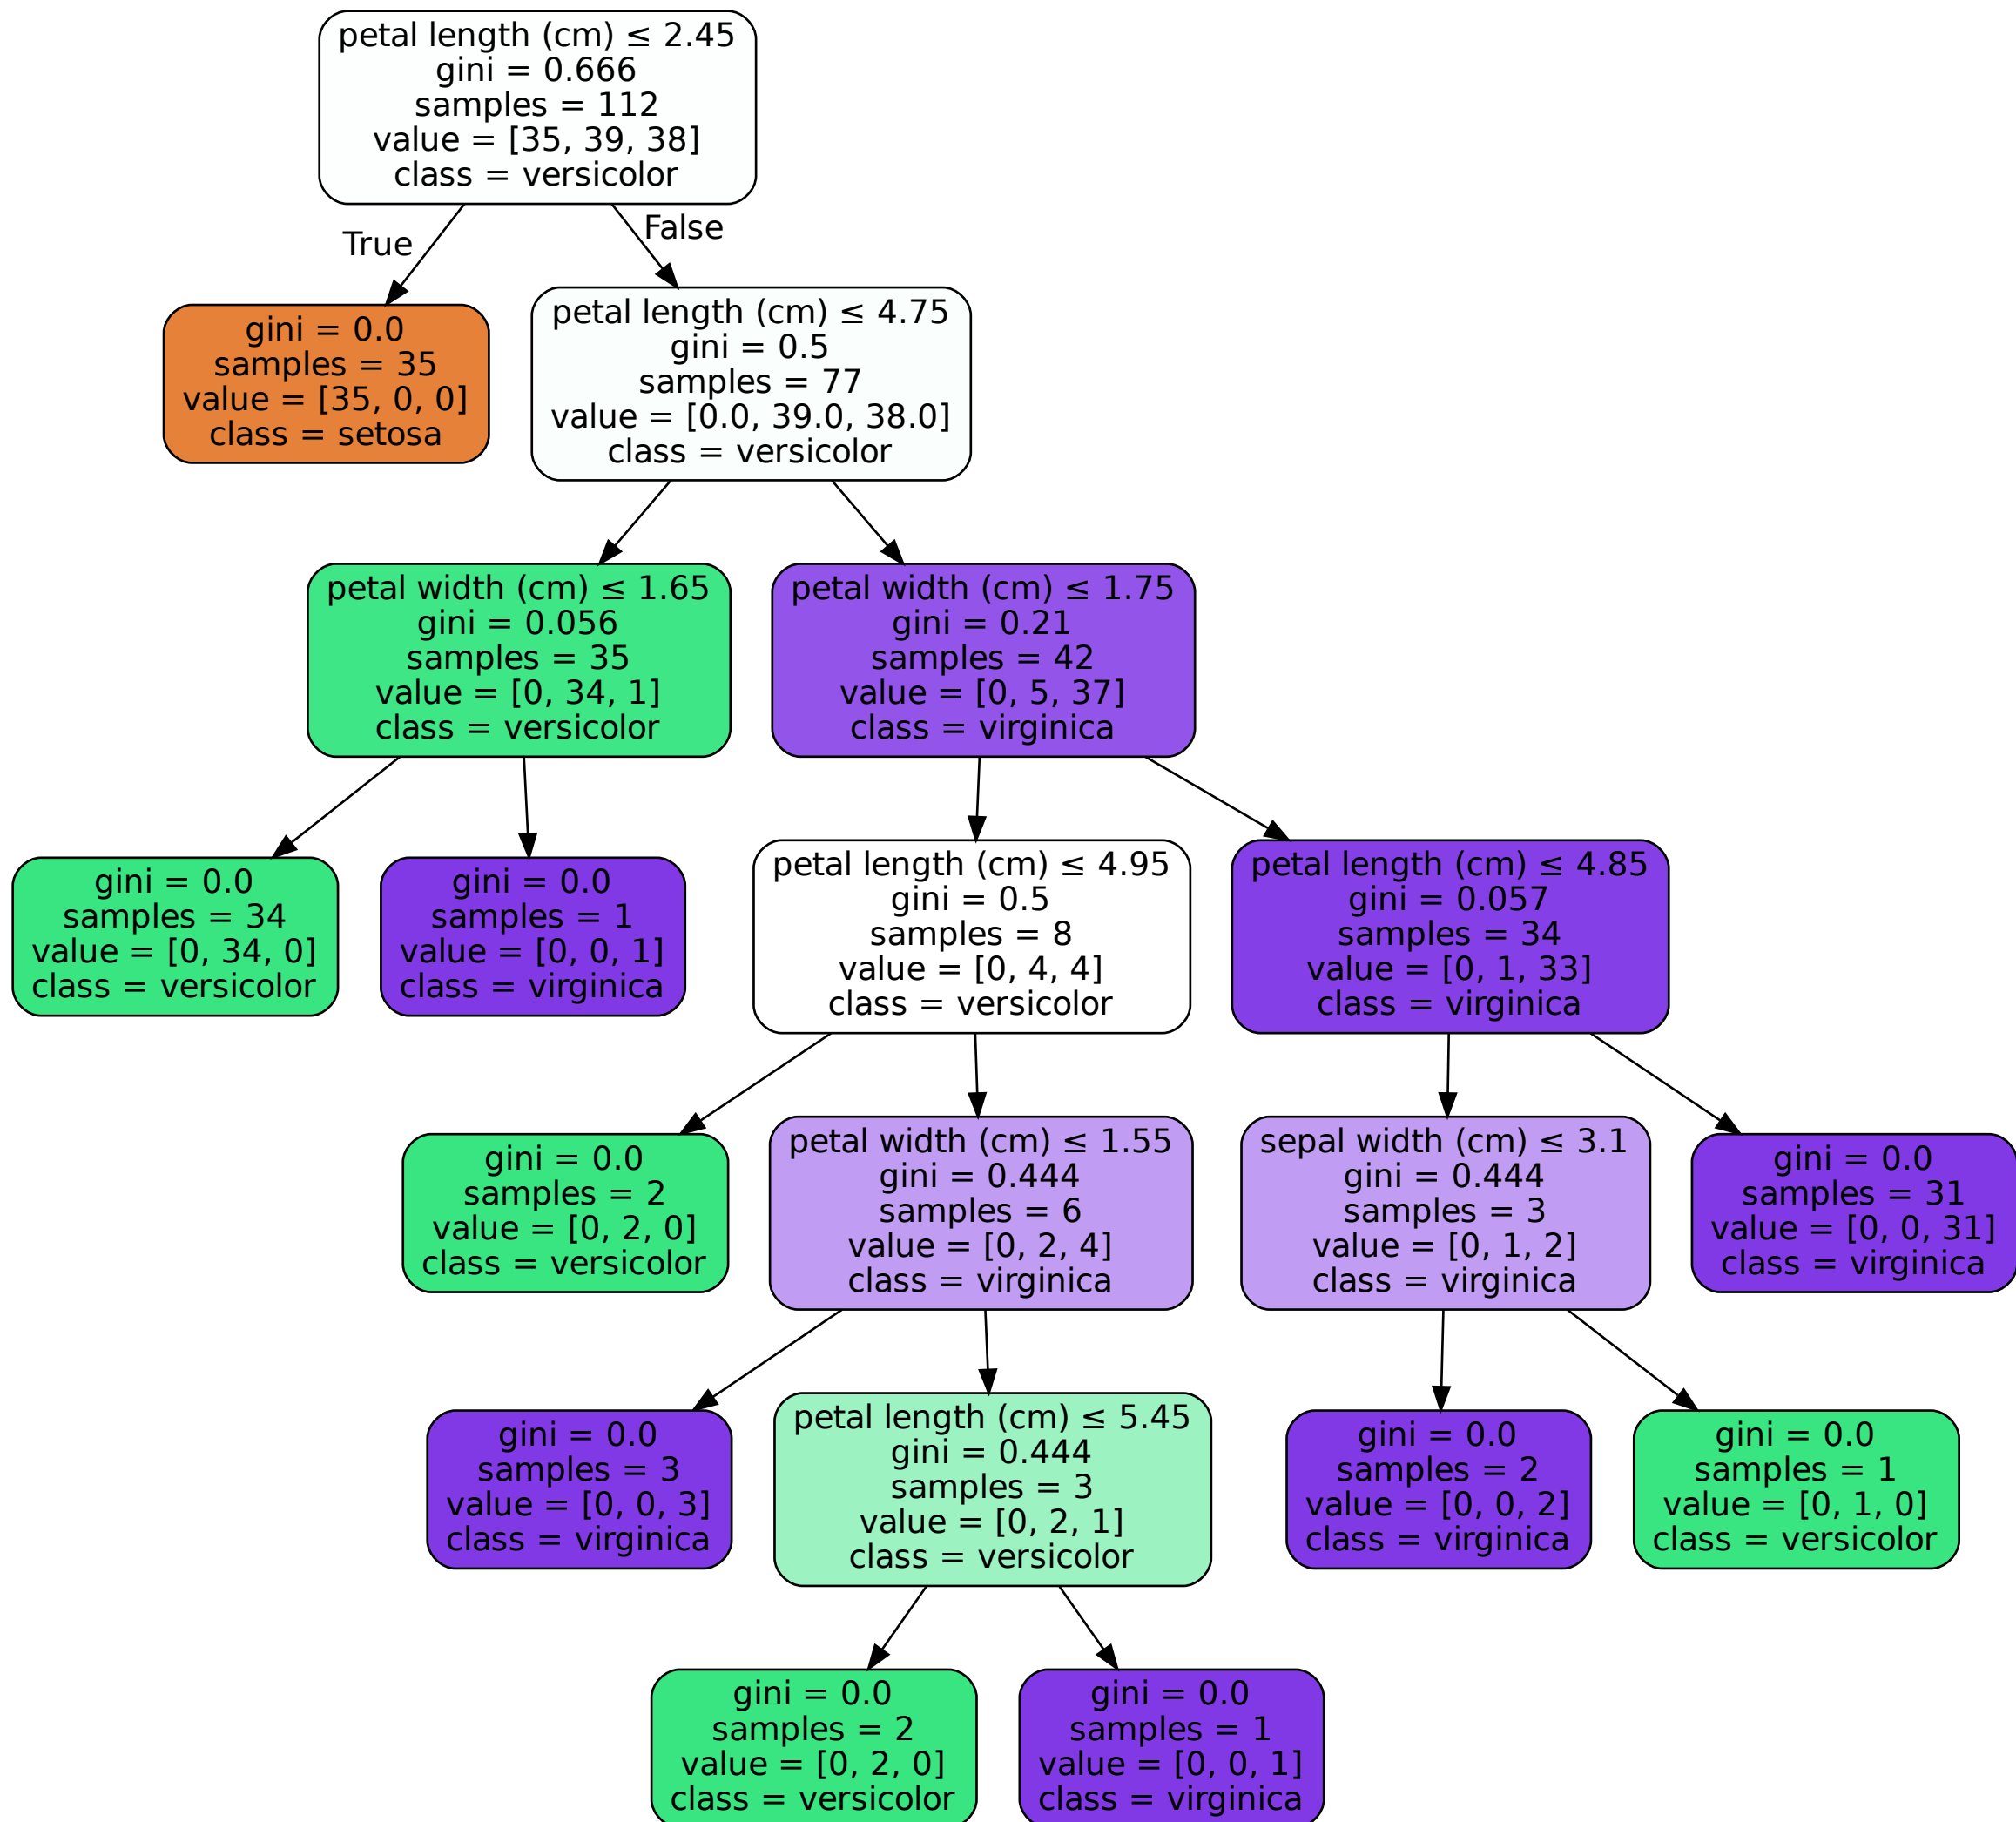 petal length (cm) ≤ 2.45
gini = 0.666
samples = 112
value = [35, 39, 38]
class = versicolor
True
False
gini = 0.0
samples = 35
value = [35, 0, 0]
class = setosa
petal length (cm) ≤ 4.75
gini = 0.5
samples = 77
value = [0.0, 39.0, 38.0]
class = versicolor
petal width (cm) ≤ 1.65
gini = 0.056
samples = 35
value = [0, 34, 1]
class = versicolor
petal width (cm) ≤ 1.75
gini = 0.21
samples = 42
value = [0, 5, 37]
class = virginica
gini = 0.0
samples = 34
value = [0, 34, 0]
class = versicolor
gini = 0.0
samples = 1
value = [0, 0, 1]
class = virginica
petal length (cm) ≤ 4.95
gini = 0.5
samples = 8
value = [0, 4, 4]
class = versicolor
petal length (cm) ≤ 4.85
gini = 0.057
samples = 34
value = [0, 1, 33]
class = virginica
gini = 0.0
samples = 2
value = [0, 2, 0]
class = versicolor
petal width (cm) ≤ 1.55
gini = 0.444
samples = 6
value = [0, 2, 4]
class = virginica
sepal width (cm) ≤ 3.1
gini = 0.444
samples = 3
value = [0, 1, 2]
class = virginica
gini = 0.0
samples = 31
value = [0, 0, 31]
class = virginica
gini = 0.0
samples = 3
value = [0, 0, 3]
class = virginica
petal length (cm) ≤ 5.45
gini = 0.444
samples = 3
value = [0, 2, 1]
class = versicolor
gini = 0.0
samples = 2
value = [0, 0, 2]
class = virginica
gini = 0.0
samples = 1
value = [0, 1, 0]
class = versicolor
gini = 0.0
samples = 2
value = [0, 2, 0]
class = versicolor
gini = 0.0
samples = 1
value = [0, 0, 1]
class = virginica